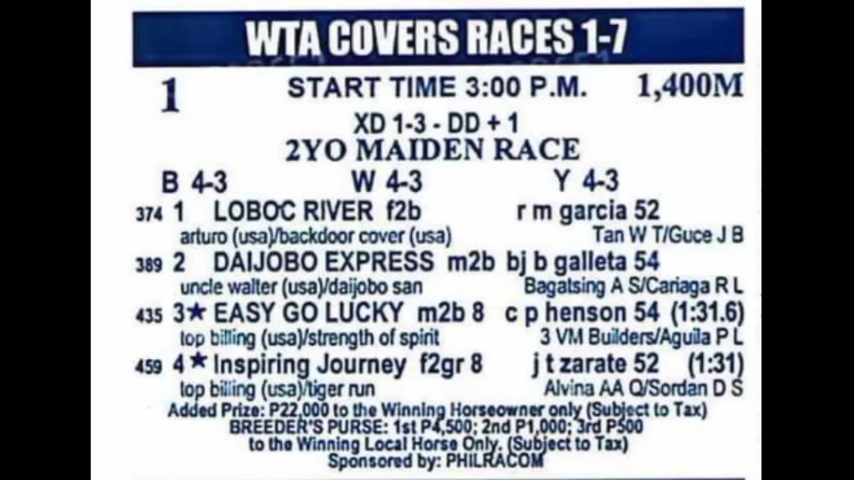 WTA COVERS RACES 1-7
1 START TIME 3:00 P.M. 1,400M
XD 1-3 - DD + 1
2YO MAIDEN RACE
B 4-3 W 4-3 Y 4-3
374 1 LOBOC RIVER f2b r m garcia 52
arturo (usa)/backdoor cover (usa) Tan W T/Guce J B
389 2 DAIJOBO EXPRESS m2b bj b galleta 54
uncle walter (usa)/daijobo san Bagatsing A S/Cariaga R L
435 3★ EASY GO LUCKY m2b 8 c p henson 54 (1:31.6)
top billing (usa)/strength of spirit 3 VM Builders/Aguila P L
459 4★ Inspiring Journey f2gr 8 j t zarate 52 (1:31)
top billing (usa)/tiger run Alvina AA Q/Sordan D S
Added Prize: P22,000 to the Winning Horseowner only (Subject to Tax)
BREEDER'S PURSE: 1st P4,500; 2nd P1,000; 3rd P500
to the Winning Local Horse Only. (Subject to Tax)
Sponsored by: PHILRACOM